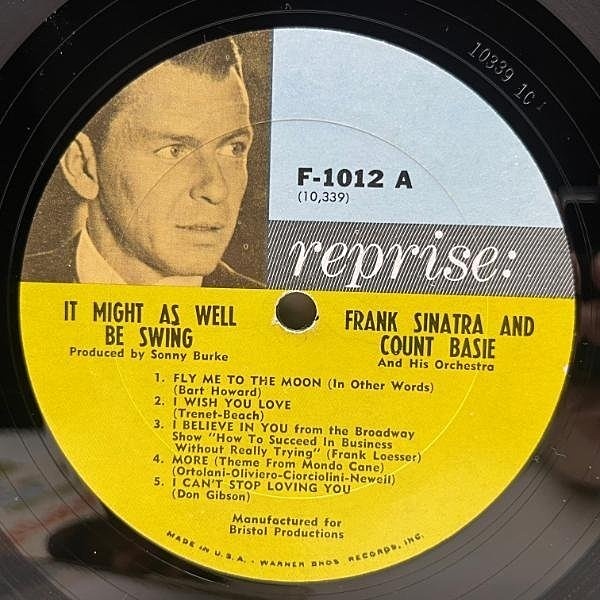 10339 1C
F-1012 A
(10,339)
reprise:
IT MIGHT AS WELL
BE SWING
Produced by Sonny Burke
FRANK SINATRA AND
COUNT BASIE
And His Orchestra
1. FLY ME TO THE MOON (In Other Words)
(Bart Howard)
2. I WISH YOU LOVE
(Trenet-Beach)
3. I BELIEVE IN YOU from the Broadway
Show "How To Succeed In Business
Without Really Trying" (Frank Loesser)
4. MORE (Theme From Mondo Cane)
(Ortolani-Oliviero-Ciorciolini-Newell)
5. I CAN'T STOP LOVING YOU
(Don Gibson)
Manufactured for
Bristol Productions
MADE IN U.S.A. - WARNER BROS RECORDS, INC.